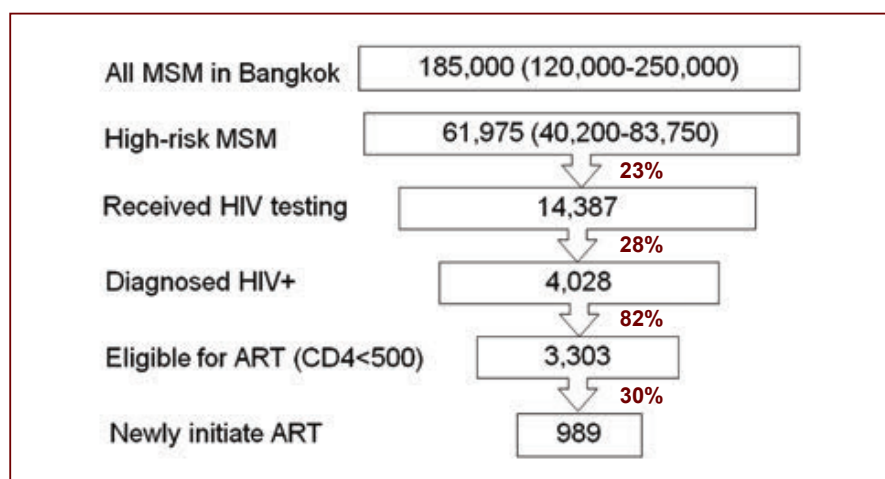 All MSM in Bangkok 185,000 (120,000-250,000)
High-risk MSM 61,975 (40,200-83,750)
23%
Received HIV testing 14,387
28%
Diagnosed HIV+ 4,028
82%
Eligible for ART (CD4<500) 3,303
30%
Newly initiate ART 989